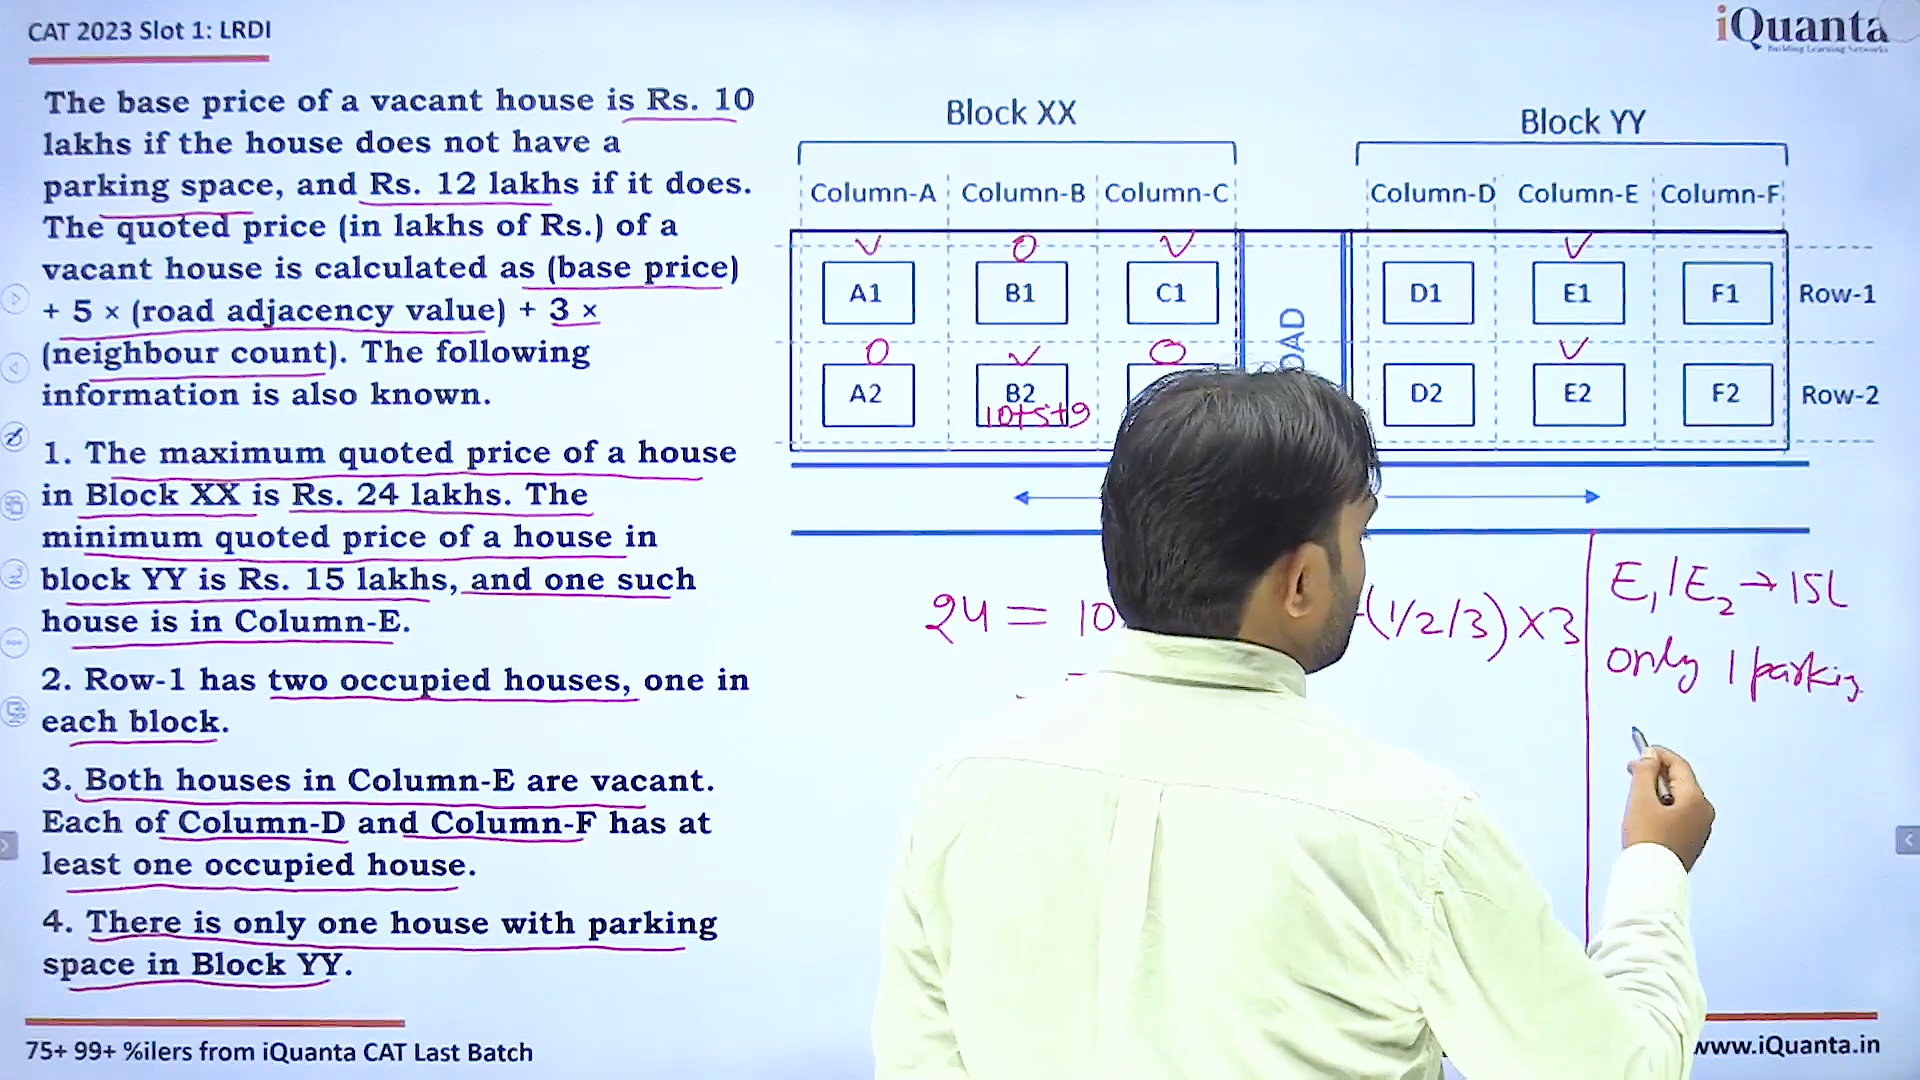 CAT 2023 Slot 1: LRDI
iQuanta
Building Learning Networks
The base price of a vacant house is Rs. 10
lakhs if the house does not have a
parking space, and Rs. 12 lakhs if it does.
The quoted price (in lakhs of Rs.) of a
vacant house is calculated as (base price)
+ 5 × (road adjacency value) + 3 ×
(neighbour count). The following
information is also known.
1. The maximum quoted price of a house
in Block XX is Rs. 24 lakhs. The
minimum quoted price of a house in
block YY is Rs. 15 lakhs, and one such
house is in Column-E.
2. Row-1 has two occupied houses, one in
each block.
3. Both houses in Column-E are vacant.
Each of Column-D and Column-F has at
least one occupied house.
4. There is only one house with parking
space in Block YY.
Block XX Block YY
Column-A Column-B Column-C Column-D Column-E Column-F
A1 B1 C1 D1 E1 F1 Row-1
A2 B2 D2 E2 F2 Row-2
10+5+9
24 = 10 (1/2/3)×3
E1/E2 → 15L
only 1 parking
75+ 99+ %ilers from iQuanta CAT Last Batch
www.iQuanta.in